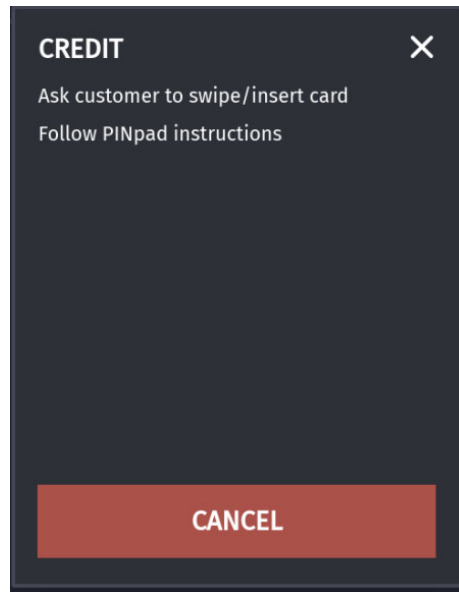 CREDIT
Ask customer to swipe/insert card
Follow PINpad instructions
CANCEL